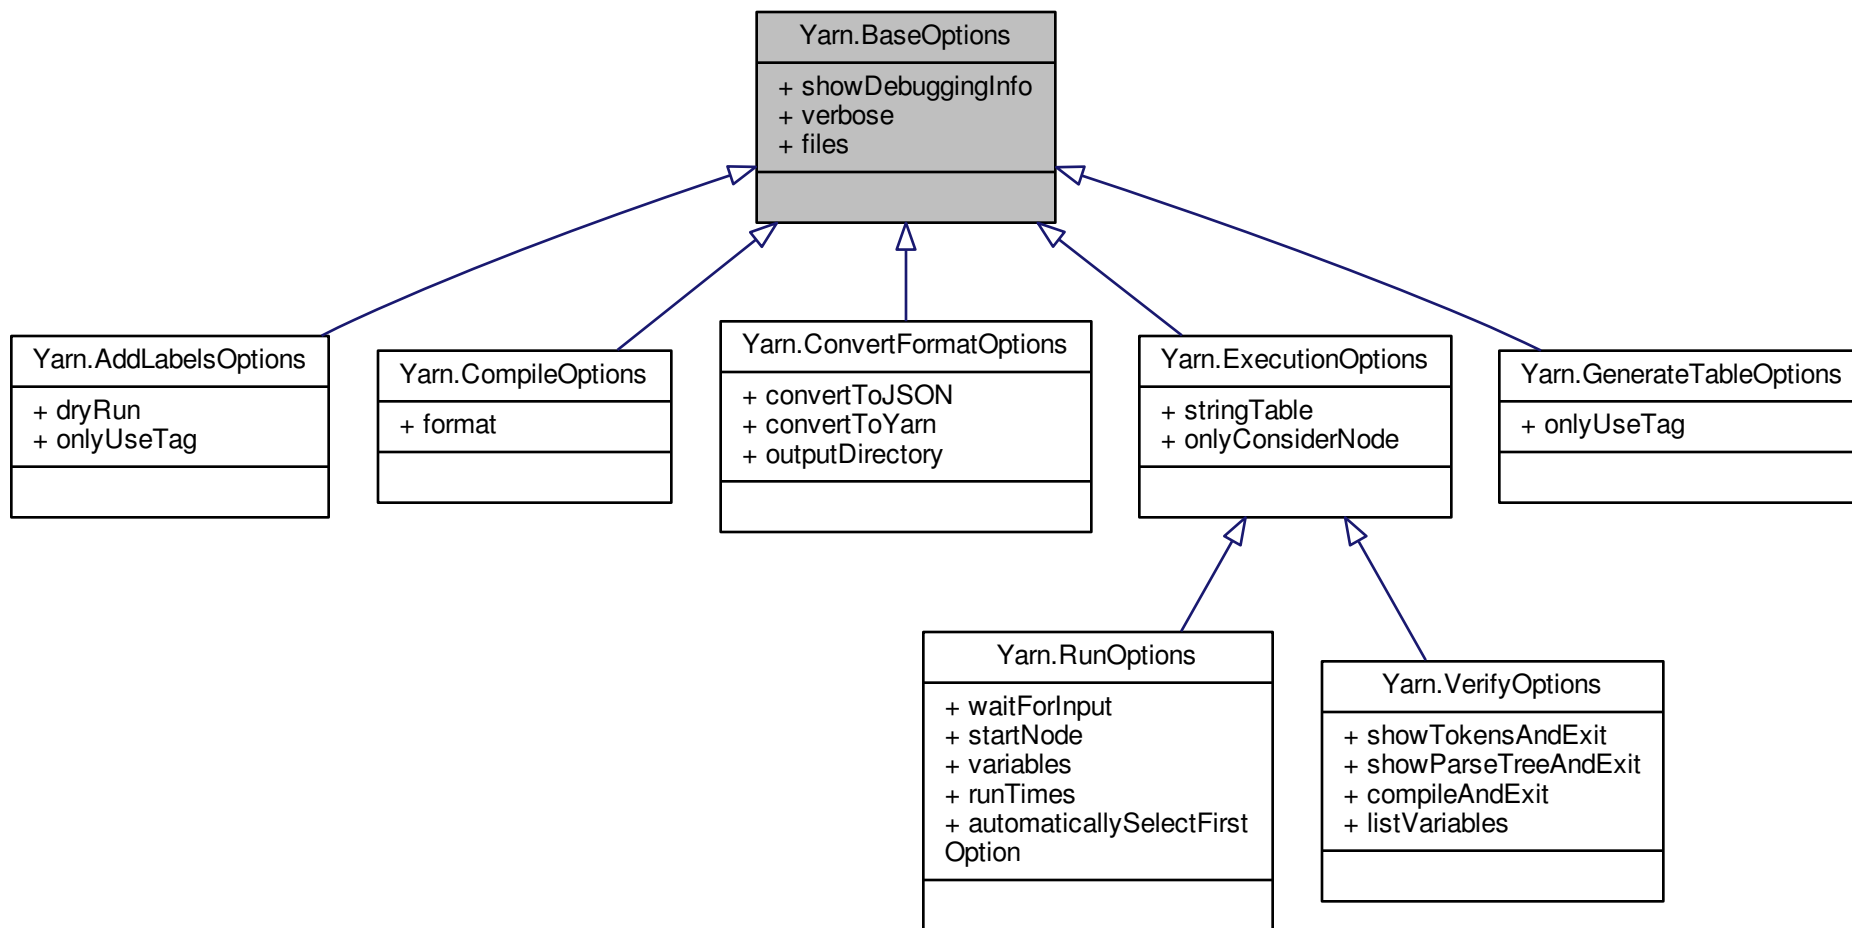 Yarn.BaseOptions
+ showDebuggingInfo
+ verbose
+ files
Yarn.AddLabelsOptions
+ dryRun
+ onlyUseTag
Yarn.CompileOptions
+ format
Yarn.ConvertFormatOptions
+ convertToJSON
+ convertToYarn
+ outputDirectory
Yarn.ExecutionOptions
+ stringTable
+ onlyConsiderNode
Yarn.GenerateTableOptions
+ onlyUseTag
Yarn.RunOptions
+ waitForInput
+ startNode
+ variables
+ runTimes
+ automaticallySelectFirst
Option
Yarn.VerifyOptions
+ showTokensAndExit
+ showParseTreeAndExit
+ compileAndExit
+ listVariables